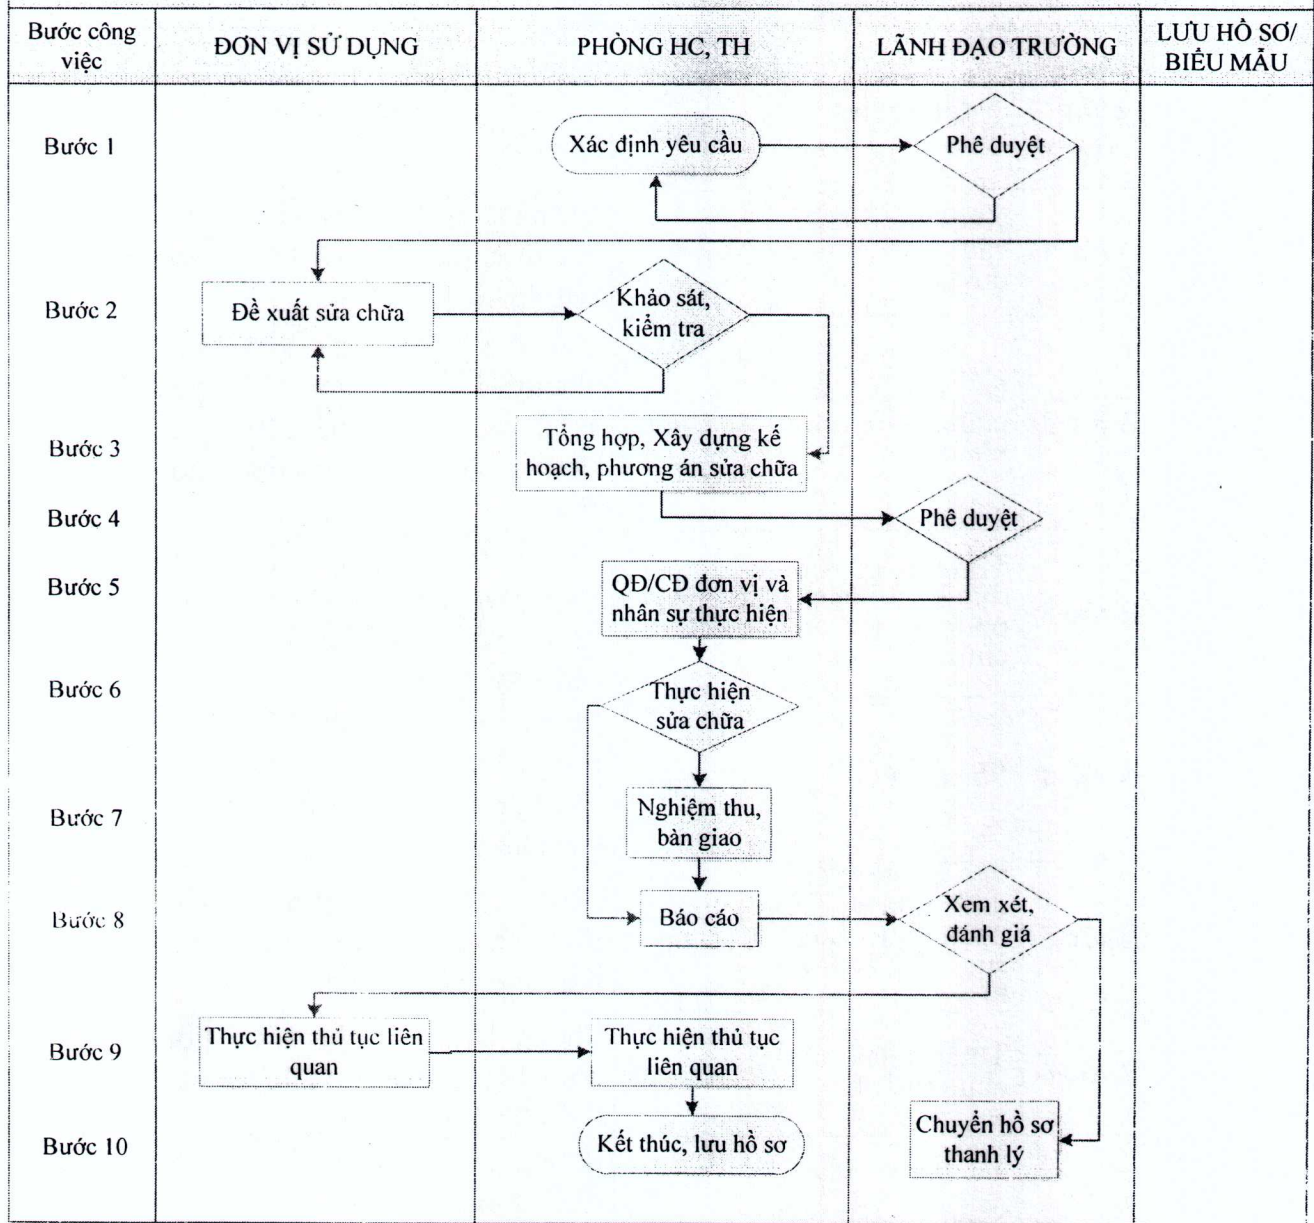 Bước công
việc
ĐƠN VỊ SỬ DỤNG
PHÒNG HC, TH
LÃNH ĐẠO TRƯỜNG
LƯU HỒ SƠ/
BIỂU MẪU
Bước 1
Xác định yêu cầu
Phê duyệt
Bước 2
Đề xuất sửa chữa
Khảo sát,
kiểm tra
Bước 3
Tổng hợp, Xây dựng kế
hoạch, phương án sửa chữa
Bước 4
Phê duyệt
Bước 5
QĐ/CĐ đơn vị và
nhân sự thực hiện
Bước 6
Thực hiện
sửa chữa
Bước 7
Nghiệm thu,
bàn giao
Bước 8
Báo cáo
Xem xét,
đánh giá
Bước 9
Thực hiện thủ tục liên
quan
Thực hiện thủ tục
liên quan
Bước 10
Kết thúc, lưu hồ sơ
Chuyển hồ sơ
thanh lý